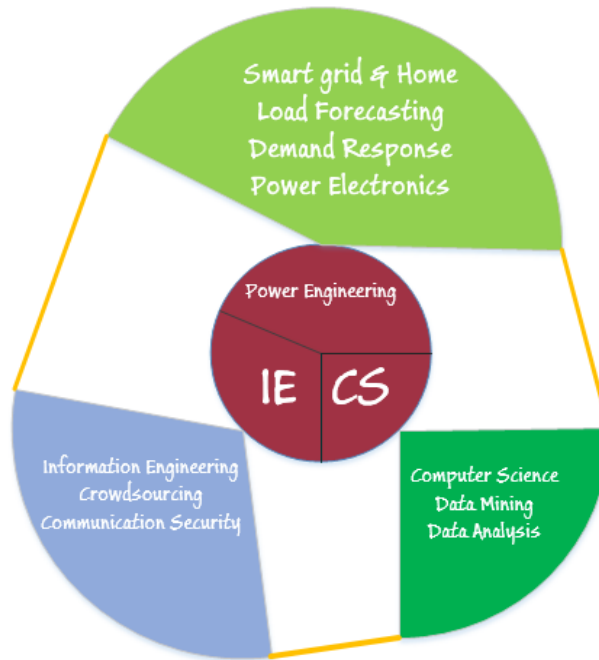 Smart grid & Home
Load Forecasting
Demand Response
Power Electronics
Power Engineering
IE
CS
Information Engineering
Crowdsourcing
Communication Security
Computer Science
Data Mining
Data Analysis